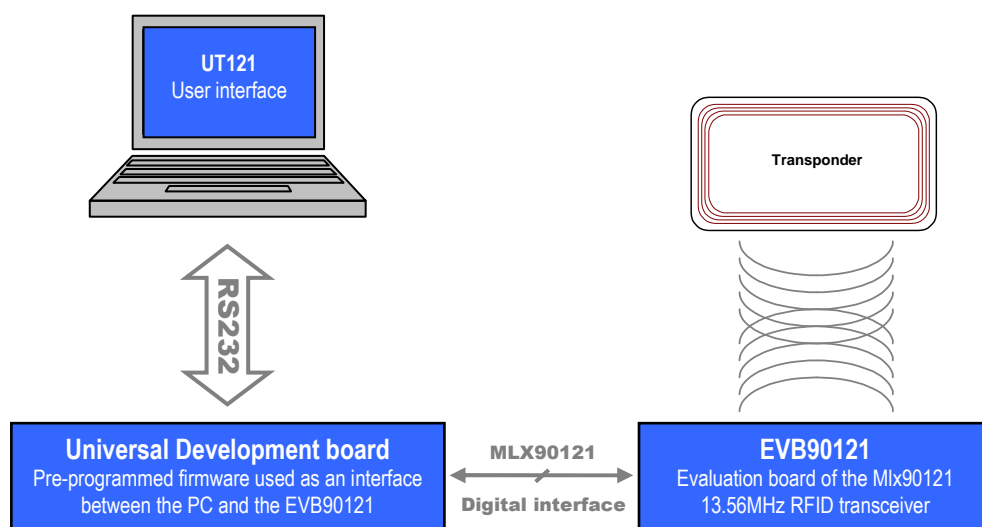 UT121
User interface
Transponder
RS232
Universal Development board
Pre-programmed firmware used as an interface
between the PC and the EVB90121
MLX90121
Digital interface
EVB90121
Evaluation board of the Mlx90121
13.56MHz RFID transceiver